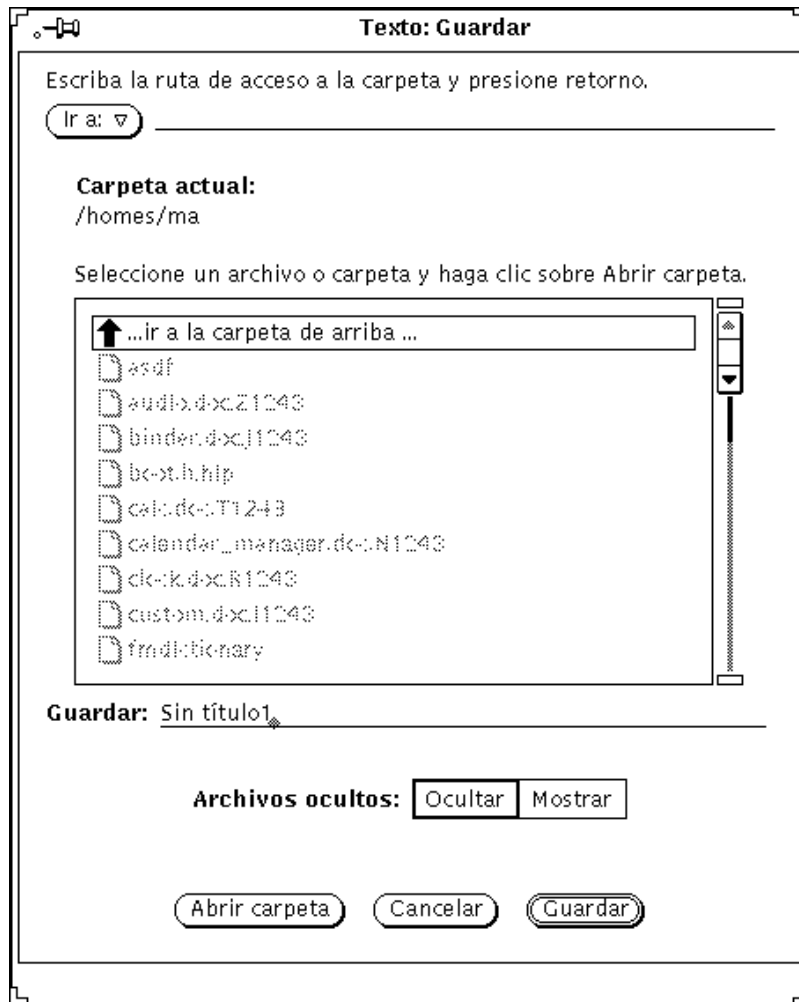 Texto: Guardar
Escriba la ruta de acceso a la carpeta y presione retorno.
Ir a:
Carpeta actual:
/homes/ma
Seleccione un archivo o carpeta y haga clic sobre Abrir carpeta.
...ir a la carpeta de arriba ...
asdf
audio.doc.Z1243
binder.doc.J1243
calc.doc.T1243
calendar_manager.doc.N1243
clock.doc.R1243
custom.doc.I1243
frndictionary
Guardar: Sin título1
Archivos ocultos: Ocultar Mostrar
Abrir carpeta Cancelar Guardar